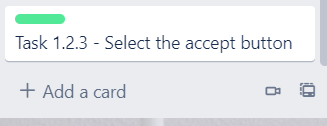 Task 1.2.3 - Select the accept button
+ Add a card